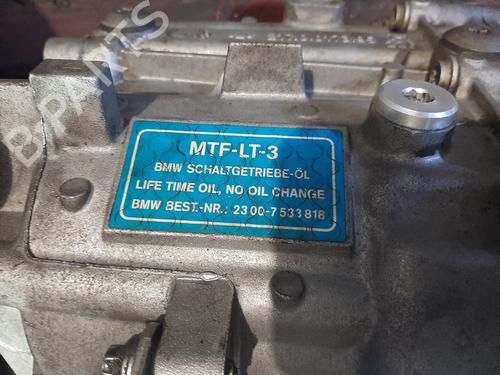 B-PARTS
MTF-LT-3
BMW SCHALTGETRIEBE-ÖL
LIFE TIME OIL, NO OIL CHANGE
BMW BEST.-NR.: 23 00-7 533 818